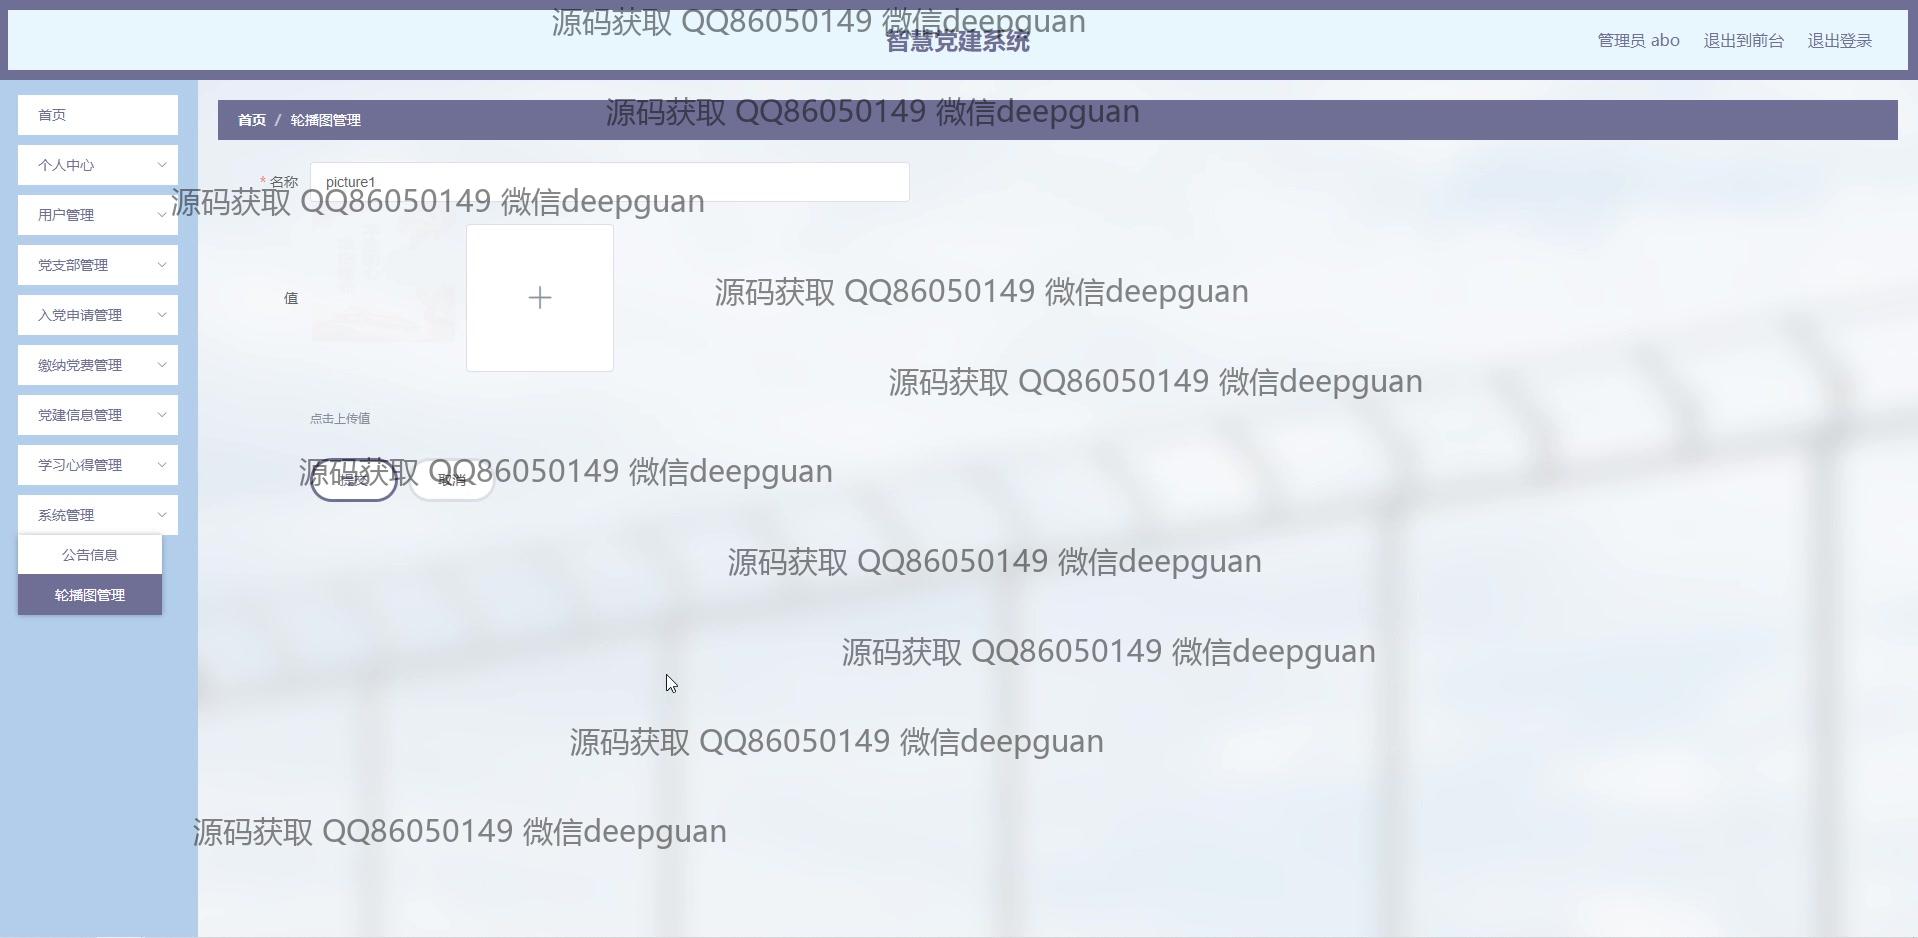 源码获取 QQ86050149 微信deepguan
智慧党建系统
管理员 abo 退出到前台 退出登录
首页
个人中心
用户管理
党支部管理
入党申请管理
缴纳党费管理
党建信息管理
学习心得管理
系统管理
公告信息
轮播图管理
首页 / 轮播图管理
源码获取 QQ86050149 微信deepguan
* 名称 picture1
源码获取 QQ86050149 微信deepguan
值
源码获取 QQ86050149 微信deepguan
源码获取 QQ86050149 微信deepguan
点击上传值
提交 取消
源码获取 QQ86050149 微信deepguan
源码获取 QQ86050149 微信deepguan
源码获取 QQ86050149 微信deepguan
源码获取 QQ86050149 微信deepguan
源码获取 QQ86050149 微信deepguan